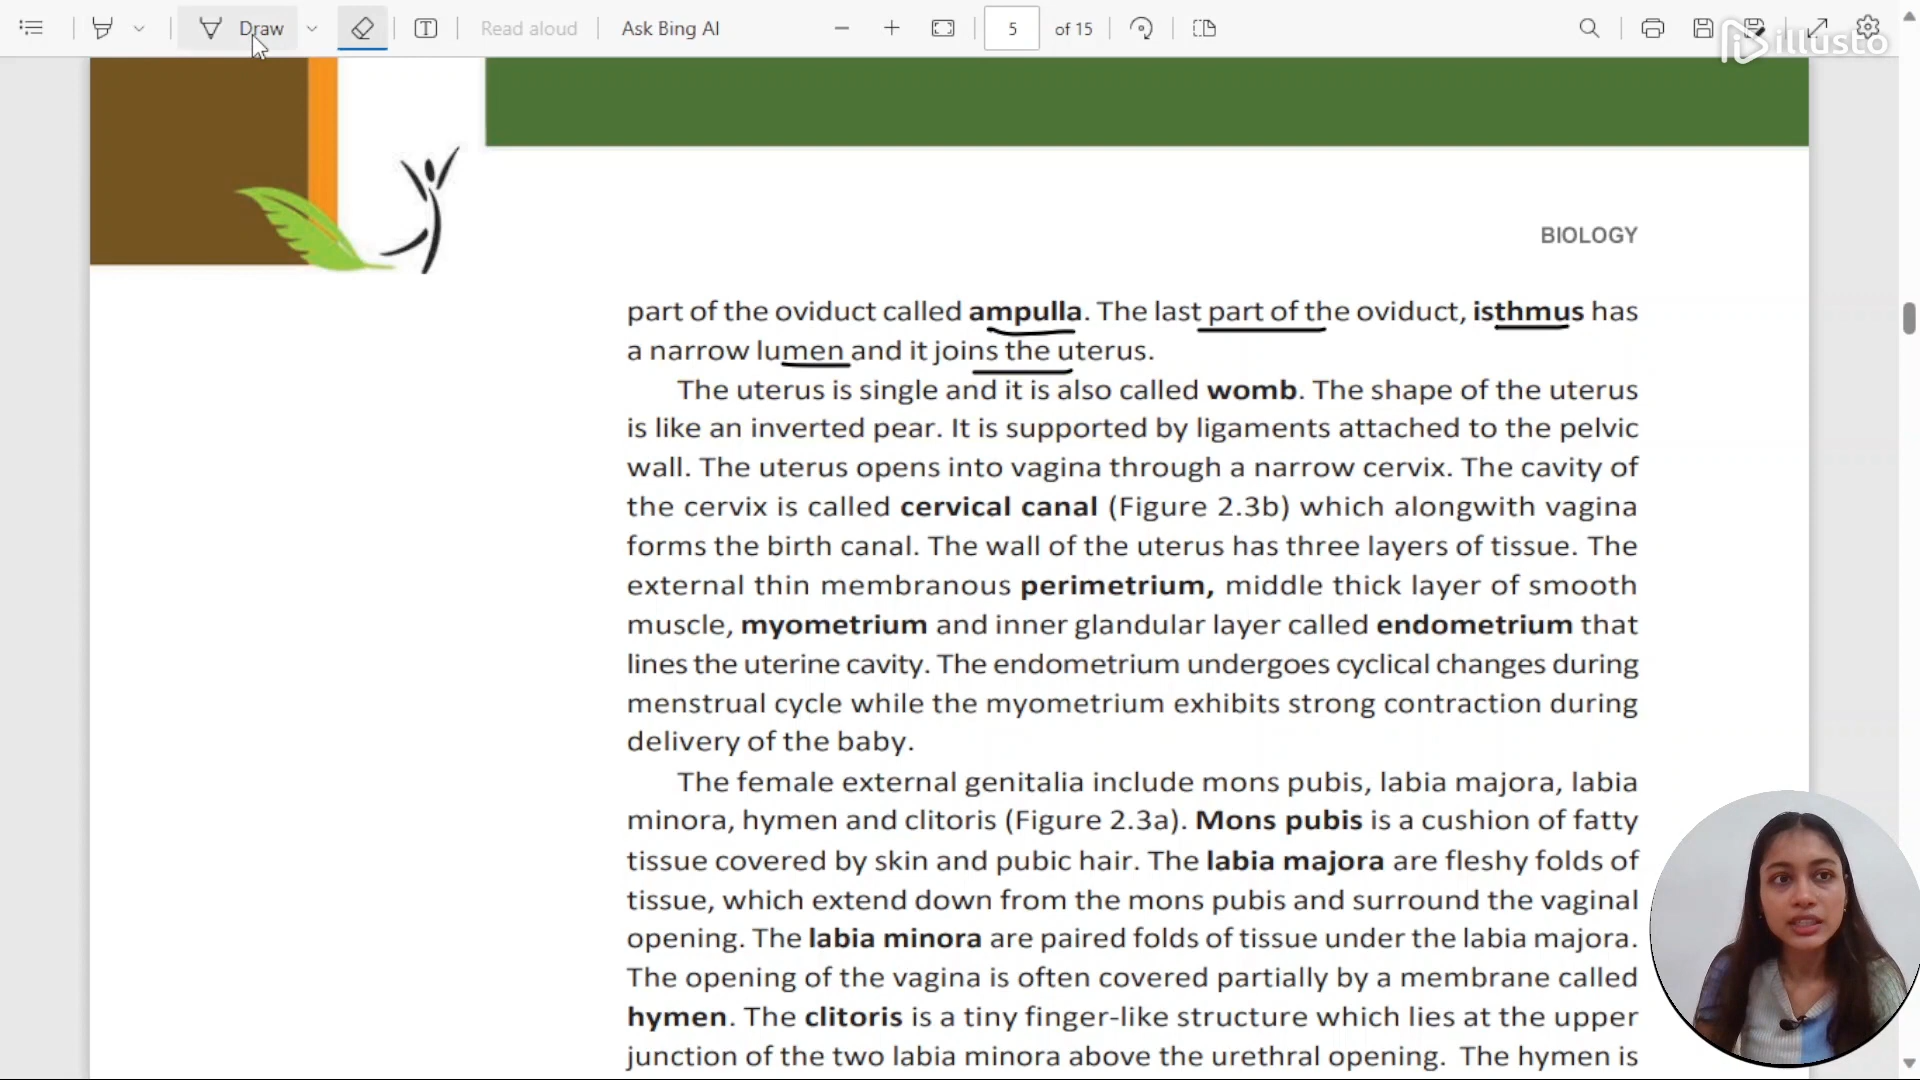 Draw
Read aloud
Ask Bing AI
5
of 15
illusto
BIOLOGY
part of the oviduct called ampulla. The last part of the oviduct, isthmus has
a narrow lumen and it joins the uterus.
The uterus is single and it is also called womb. The shape of the uterus
is like an inverted pear. It is supported by ligaments attached to the pelvic
wall. The uterus opens into vagina through a narrow cervix. The cavity of
the cervix is called cervical canal (Figure 2.3b) which alongwith vagina
forms the birth canal. The wall of the uterus has three layers of tissue. The
external thin membranous perimetrium, middle thick layer of smooth
muscle, myometrium and inner glandular layer called endometrium that
lines the uterine cavity. The endometrium undergoes cyclical changes during
menstrual cycle while the myometrium exhibits strong contraction during
delivery of the baby.
The female external genitalia include mons pubis, labia majora, labia
minora, hymen and clitoris (Figure 2.3a). Mons pubis is a cushion of fatty
tissue covered by skin and pubic hair. The labia majora are fleshy folds of
tissue, which extend down from the mons pubis and surround the vaginal
opening. The labia minora are paired folds of tissue under the labia majora.
The opening of the vagina is often covered partially by a membrane called
hymen. The clitoris is a tiny finger-like structure which lies at the upper
junction of the two labia minora above the urethral opening. The hymen is